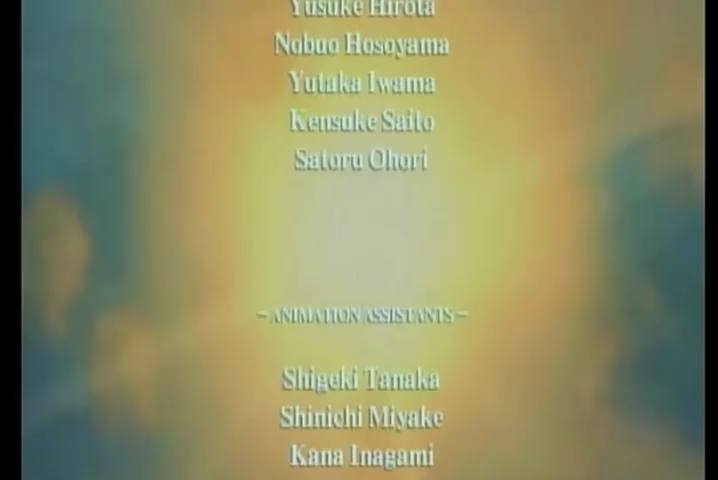 Yusuke Hirota
Nobuo Hosoyama
Yutaka Iwama
Kensuke Saito
Satoru Ohori
– ANIMATION ASSISTANTS –
Shigeki Tanaka
Shinichi Miyake
Kana Inagami